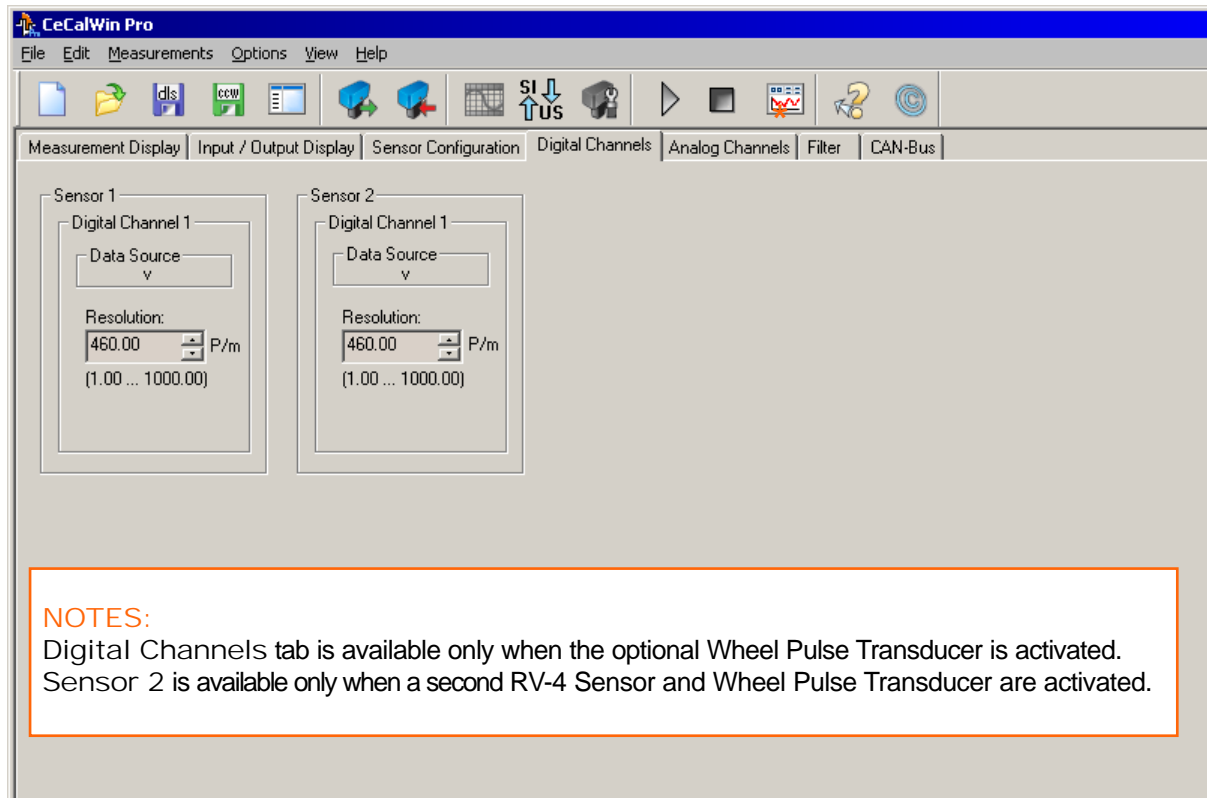 CeCalWin Pro
File Edit Measurements Options View Help
dls ccw SI US ©
Measurement Display Input / Output Display Sensor Configuration Digital Channels Analog Channels Filter CAN-Bus
Sensor 1
Digital Channel 1
Data Source
v
Resolution:
460.00 P/m
(1.00 ... 1000.00)
Sensor 2
Digital Channel 1
Data Source
v
Resolution:
460.00 P/m
(1.00 ... 1000.00)
NOTES:
Digital Channels tab is available only when the optional Wheel Pulse Transducer is activated.
Sensor 2 is available only when a second RV-4 Sensor and Wheel Pulse Transducer are activated.